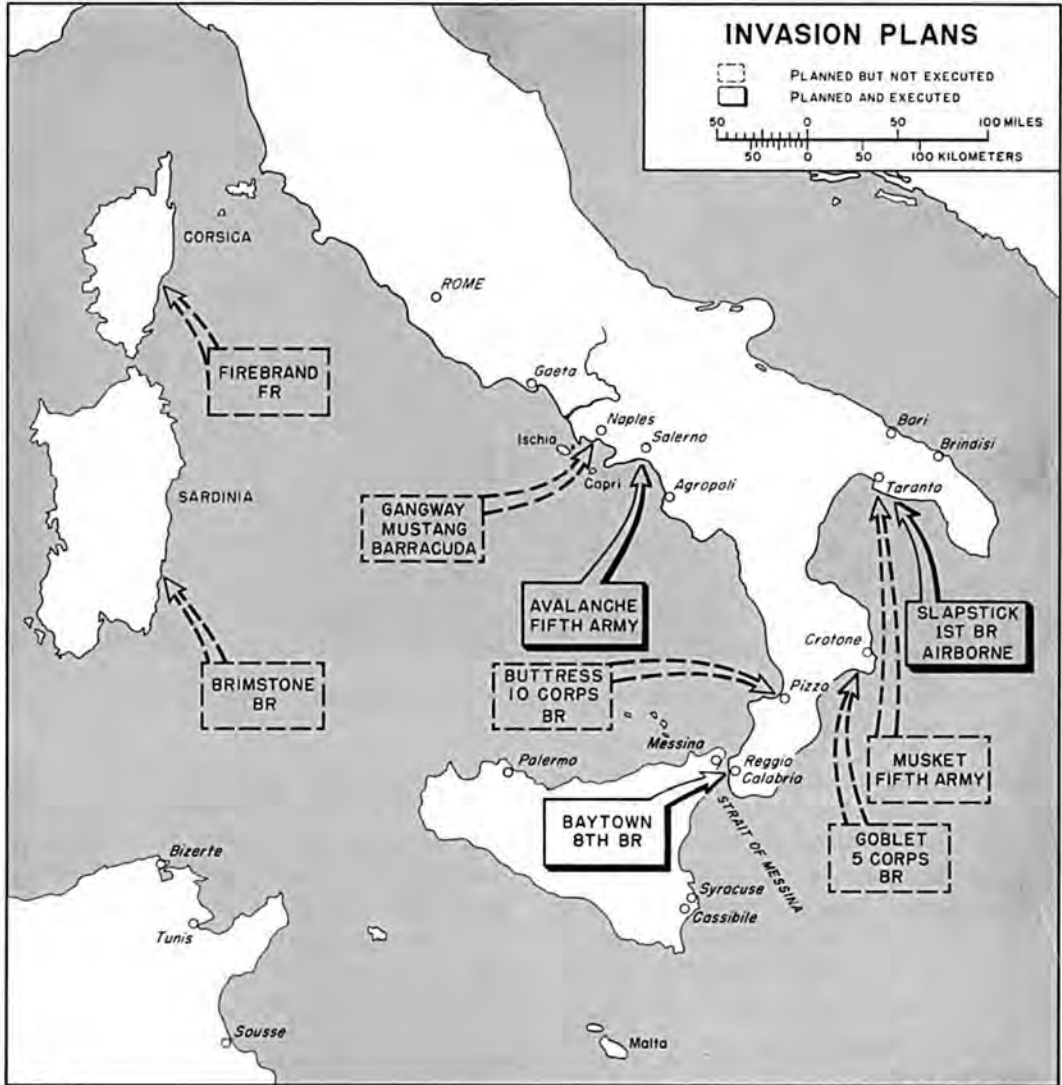 INVASION PLANS
PLANNED BUT NOT EXECUTED
PLANNED AND EXECUTED
50 0 50 100 MILES
50 0 50 100 KILOMETERS
CORSICA
ROME
FIREBRAND
FR
Gaeta
Naples
Ischia
Salerno
Capri
Agropoli
Bari
Brindisi
Taranto
SARDINIA
GANGWAY
MUSTANG
BARRACUDA
AVALANCHE
FIFTH ARMY
SLAPSTICK
1ST BR
AIRBORNE
Crotone
BRIMSTONE
BR
BUTTRESS
10 CORPS
BR
Pizzo
Messina
Reggio
Calabria
MUSKET
FIFTH ARMY
Palermo
BAYTOWN
8TH BR
STRAIT OF MESSINA
GOBLET
5 CORPS
BR
Bizerte
Syracuse
Cassibile
Tunis
Sousse
Malta